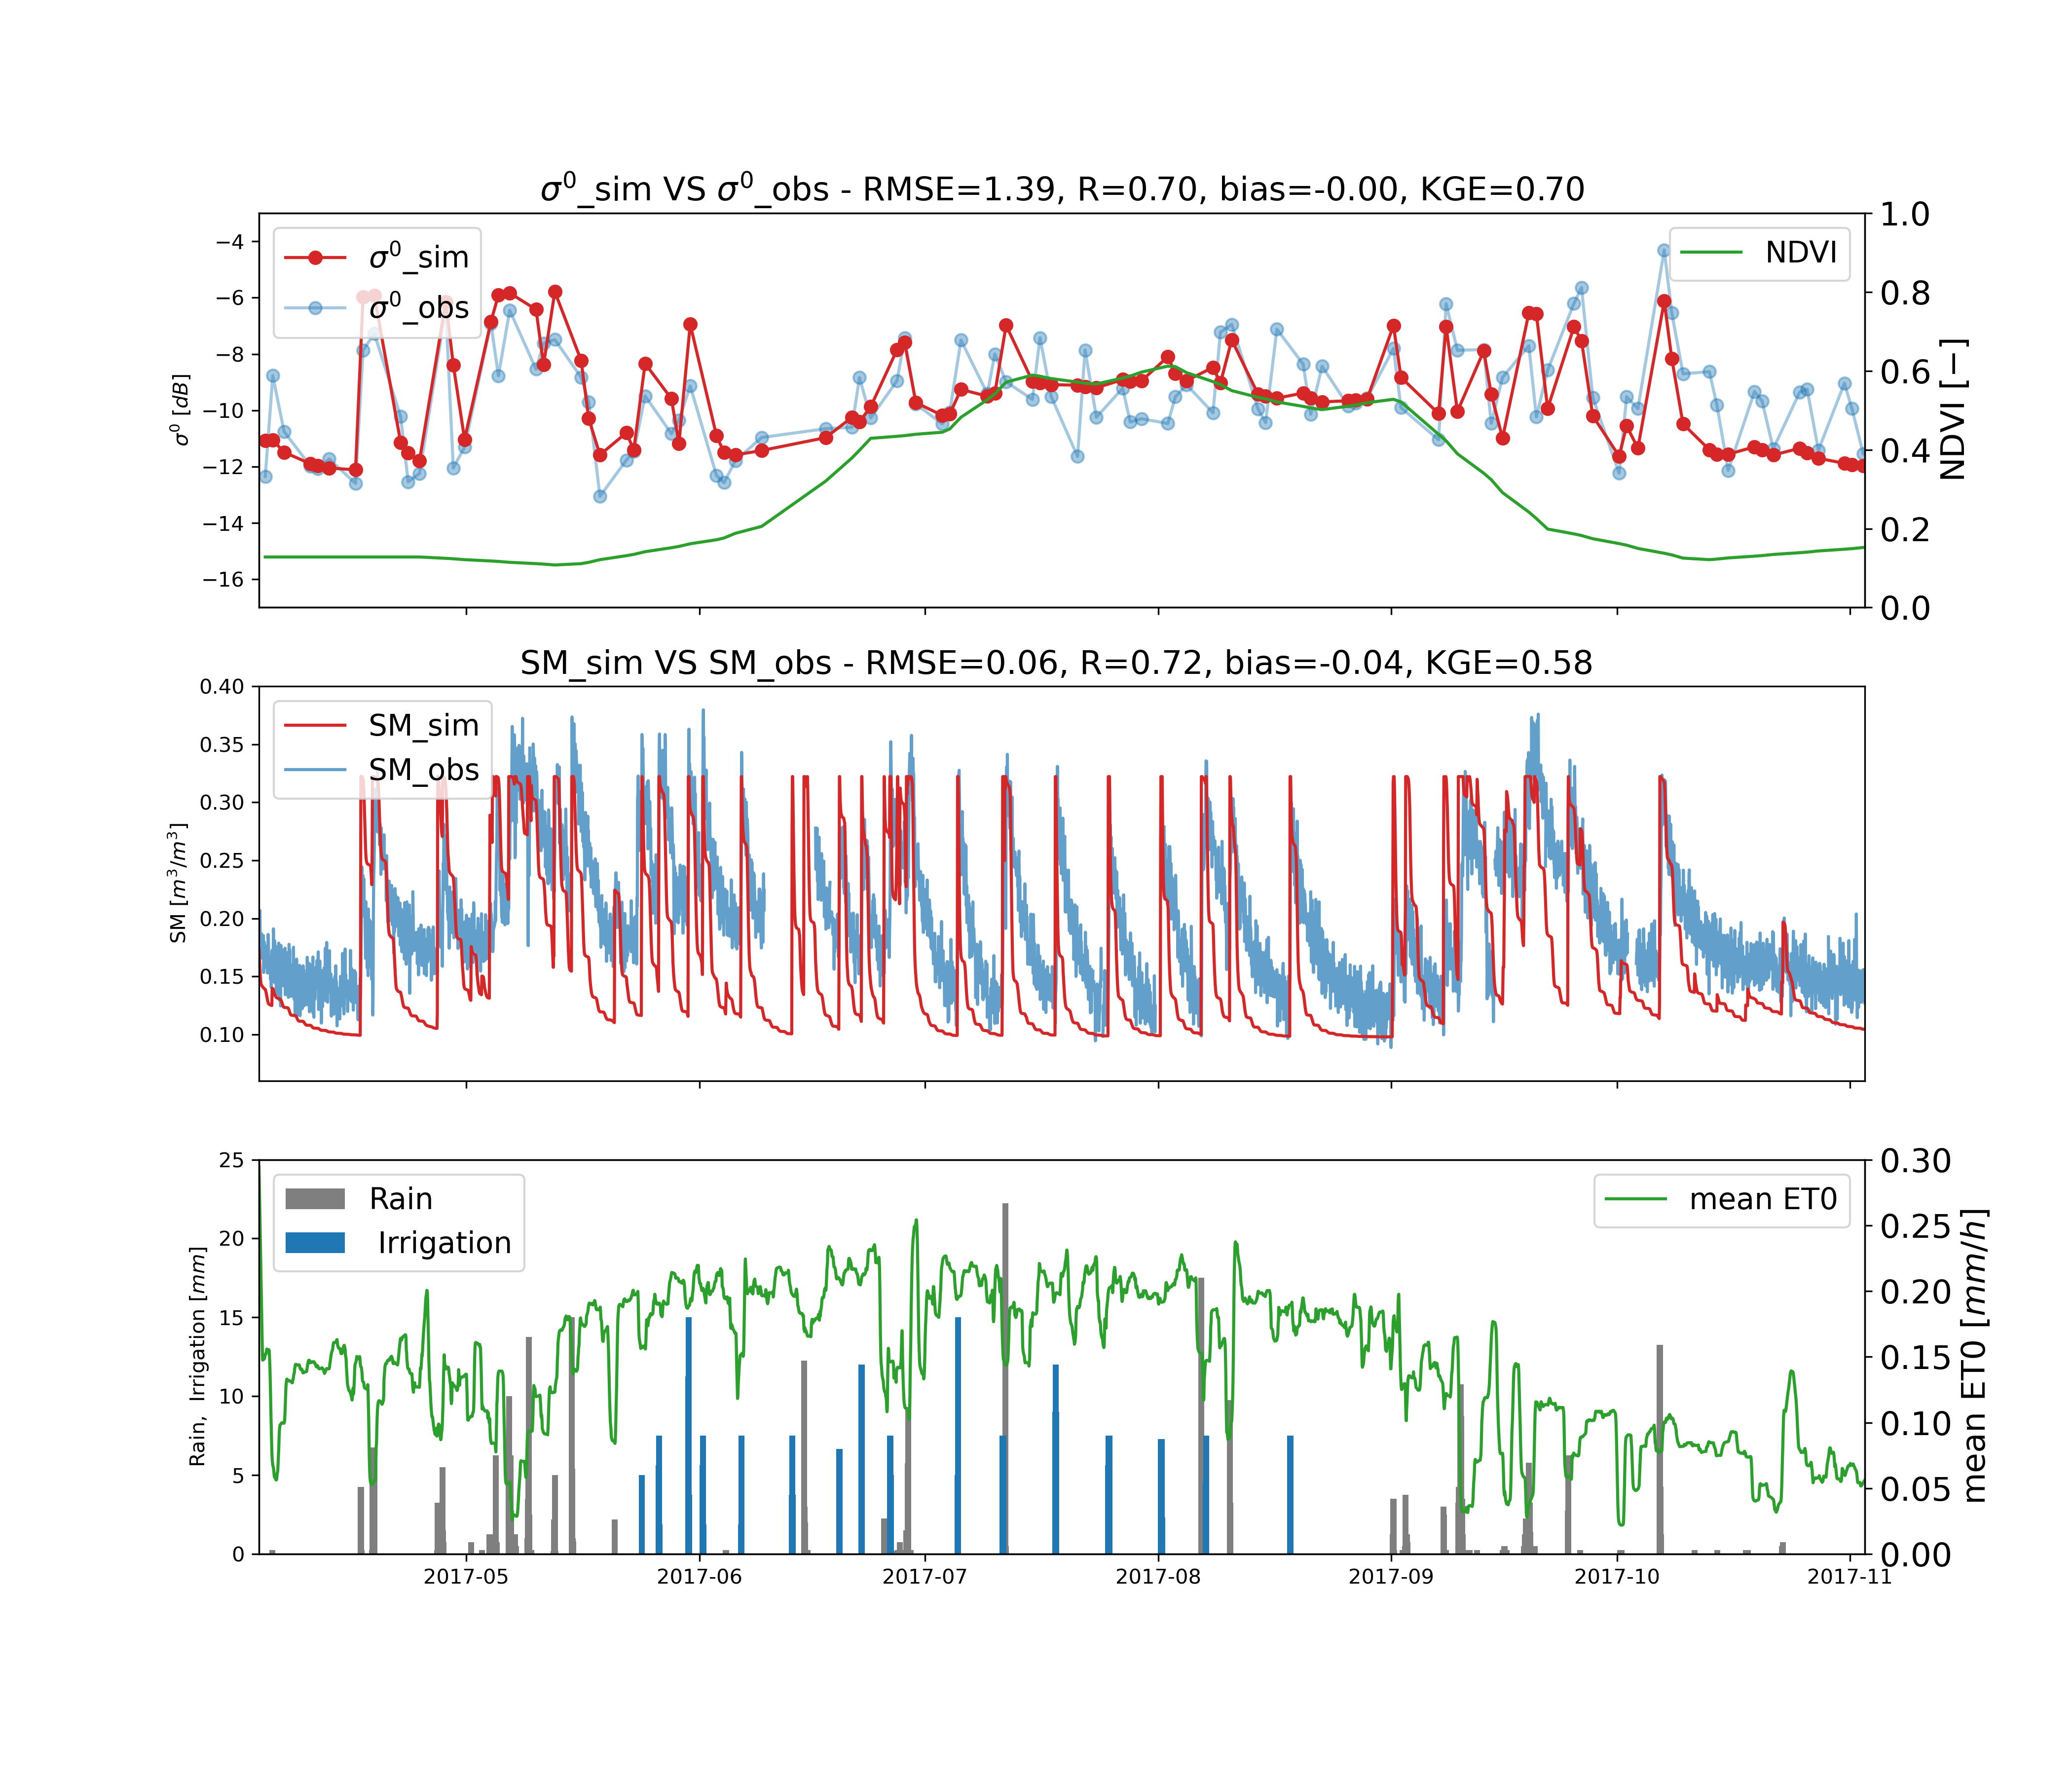 σ⁰_sim VS σ⁰_obs - RMSE=1.39, R=0.70, bias=-0.00, KGE=0.70
σ⁰_sim
σ⁰_obs
NDVI
σ⁰ [dB]
−4
−6
−8
−10
−12
−14
−16
1.0
0.8
0.6
0.4
0.2
0.0
NDVI [−]
SM_sim VS SM_obs - RMSE=0.06, R=0.72, bias=-0.04, KGE=0.58
SM_sim
SM_obs
SM [m³/m³]
0.40
0.35
0.30
0.25
0.20
0.15
0.10
Rain
Irrigation
mean ET0
Rain, Irrigation [mm]
25
20
15
10
5
0
0.30
0.25
0.20
0.15
0.10
0.05
0.00
mean ET0 [mm/h]
2017-05 2017-06 2017-07 2017-08 2017-09 2017-10 2017-11